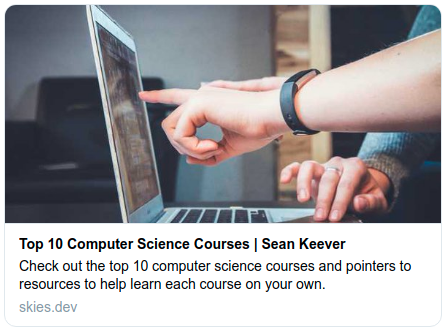 Top 10 Computer Science Courses | Sean Keever
Check out the top 10 computer science courses and pointers to
resources to help learn each course on your own.
skies.dev